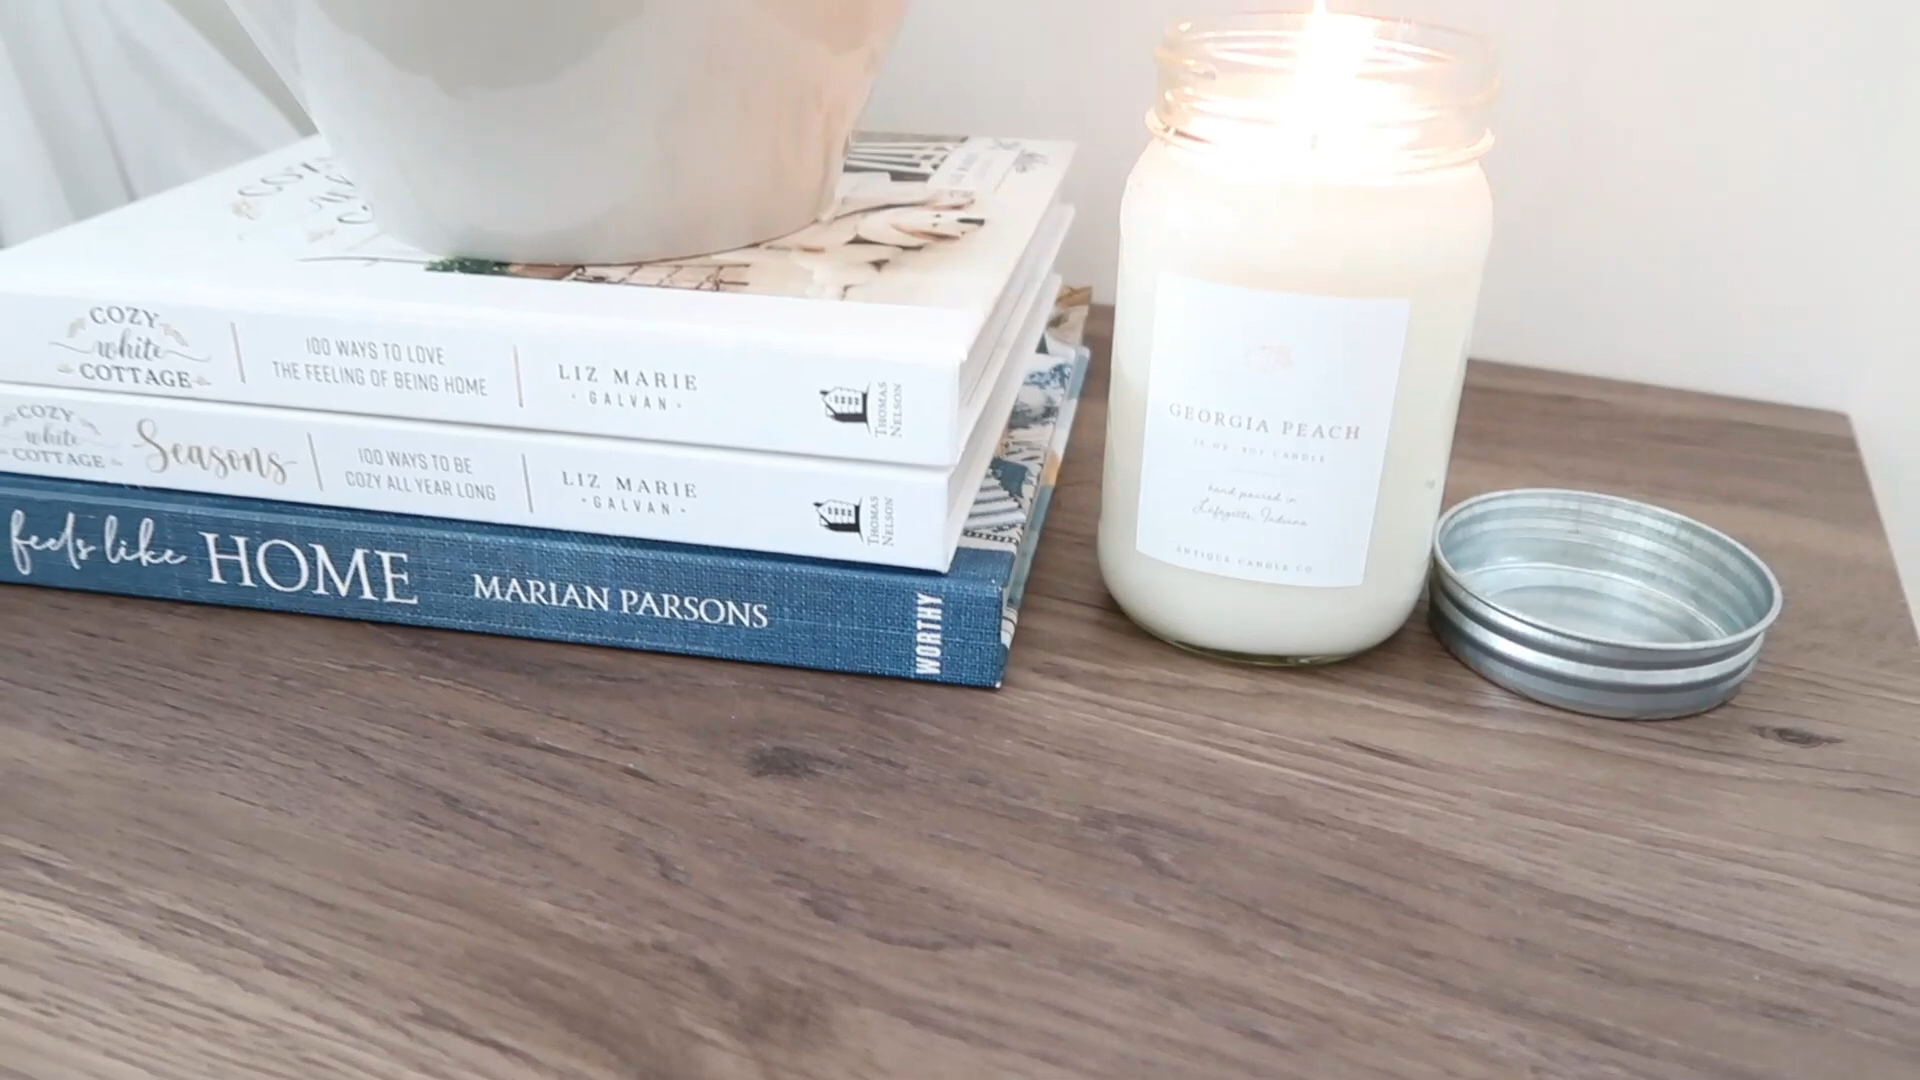 COZY
white
COTTAGE
100 WAYS TO LOVE
THE FEELING OF BEING HOME
LIZ MARIE
· GALVAN ·
THOMAS
NELSON
COZY
white
COTTAGE
Seasons
100 WAYS TO BE
COZY ALL YEAR LONG
LIZ MARIE
· GALVAN ·
THOMAS
NELSON
feels like HOME
MARIAN PARSONS
WORTHY
GEORGIA PEACH
SOY CANDLE
hand poured in
Lafayette, Indiana
ANTIQUE CANDLE CO